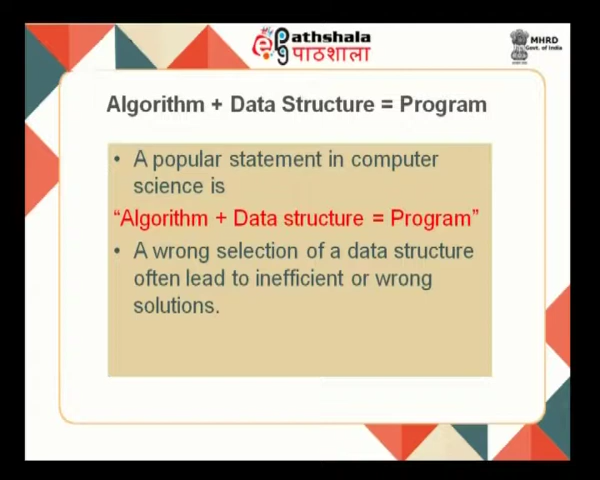 ePathshala
पाठशाला
MHRD
Govt. of India
Algorithm + Data Structure = Program
• A popular statement in computer
science is
“Algorithm + Data structure = Program”
• A wrong selection of a data structure
often lead to inefficient or wrong
solutions.